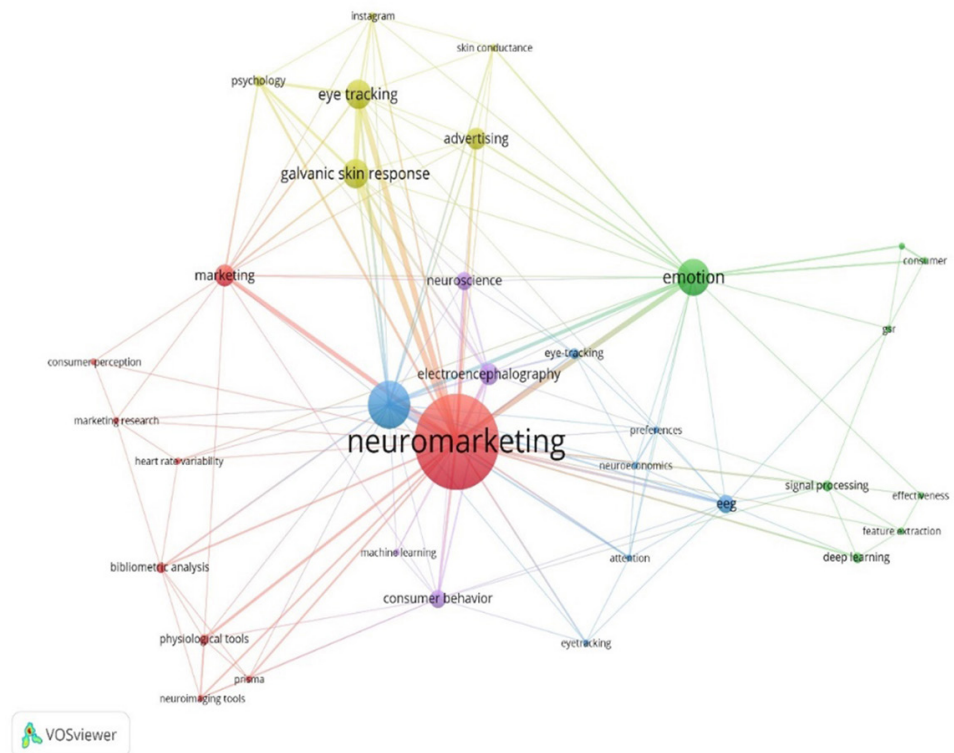 instagram
skin conductance
psychology
eye tracking
advertising
galvanic skin response
consumer
marketing
neuroscience
emotion
gsr
eye-tracking
consumer perception
electroencephalography
marketing research
preferences
neuromarketing
heart rate variability
neuroeconomics
signal processing
effectiveness
eeg
feature extraction
machine learning
attention
deep learning
bibliometric analysis
consumer behavior
physiological tools
eyetracking
prisma
neuroimaging tools
VOSviewer